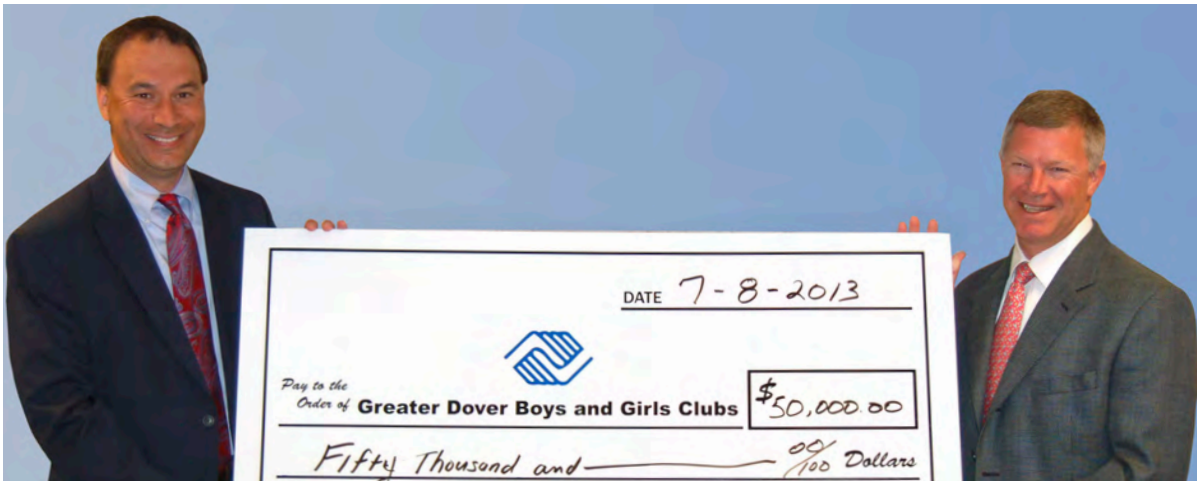 DATE 7-8-2013
Pay to the
Order of Greater Dover Boys and Girls Clubs $50,000.00
Fifty Thousand and 00/100 Dollars